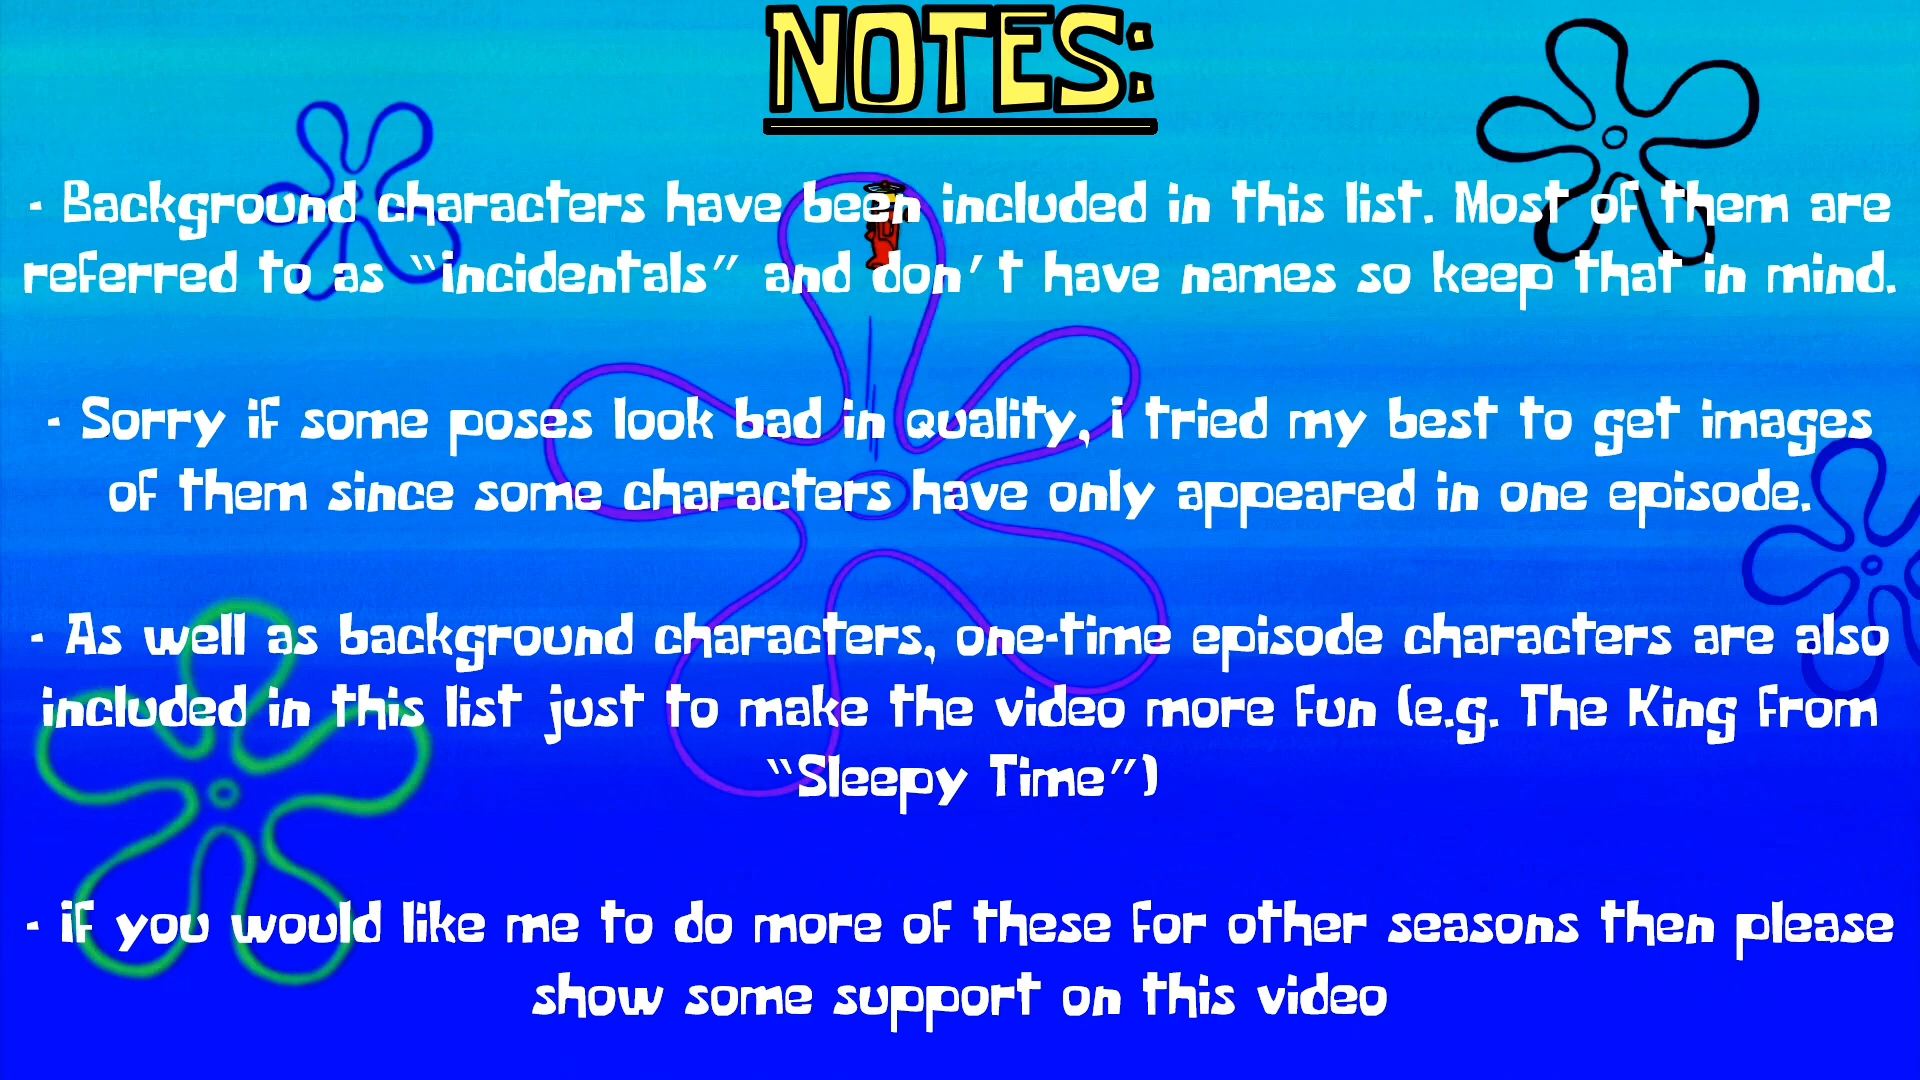 NOTES:
- Background characters have been included in this list. Most of them are
referred to as “incidentals” and don't have names so keep that in mind.
- Sorry if some poses look bad in quality, i tried my best to get images
of them since some characters have only appeared in one episode.
- As well as background characters, one-time episode characters are also
included in this list just to make the video more fun (e.g. The King from
“Sleepy Time”)
- if you would like me to do more of these for other seasons then please
show some support on this video